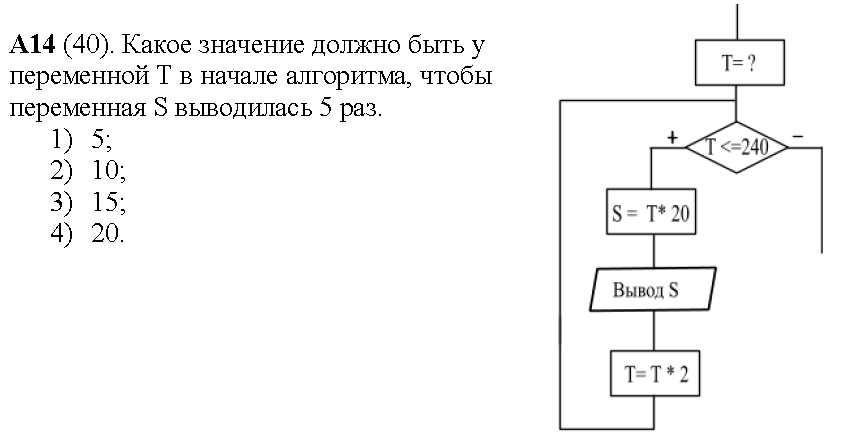 А14 (40). Какое значение должно быть у
переменной Т в начале алгоритма, чтобы
переменная S выводилась 5 раз.
1) 5;
2) 10;
3) 15;
4) 20.
T= ?
+
T <=240
–
S = T* 20
Вывод S
T= T * 2